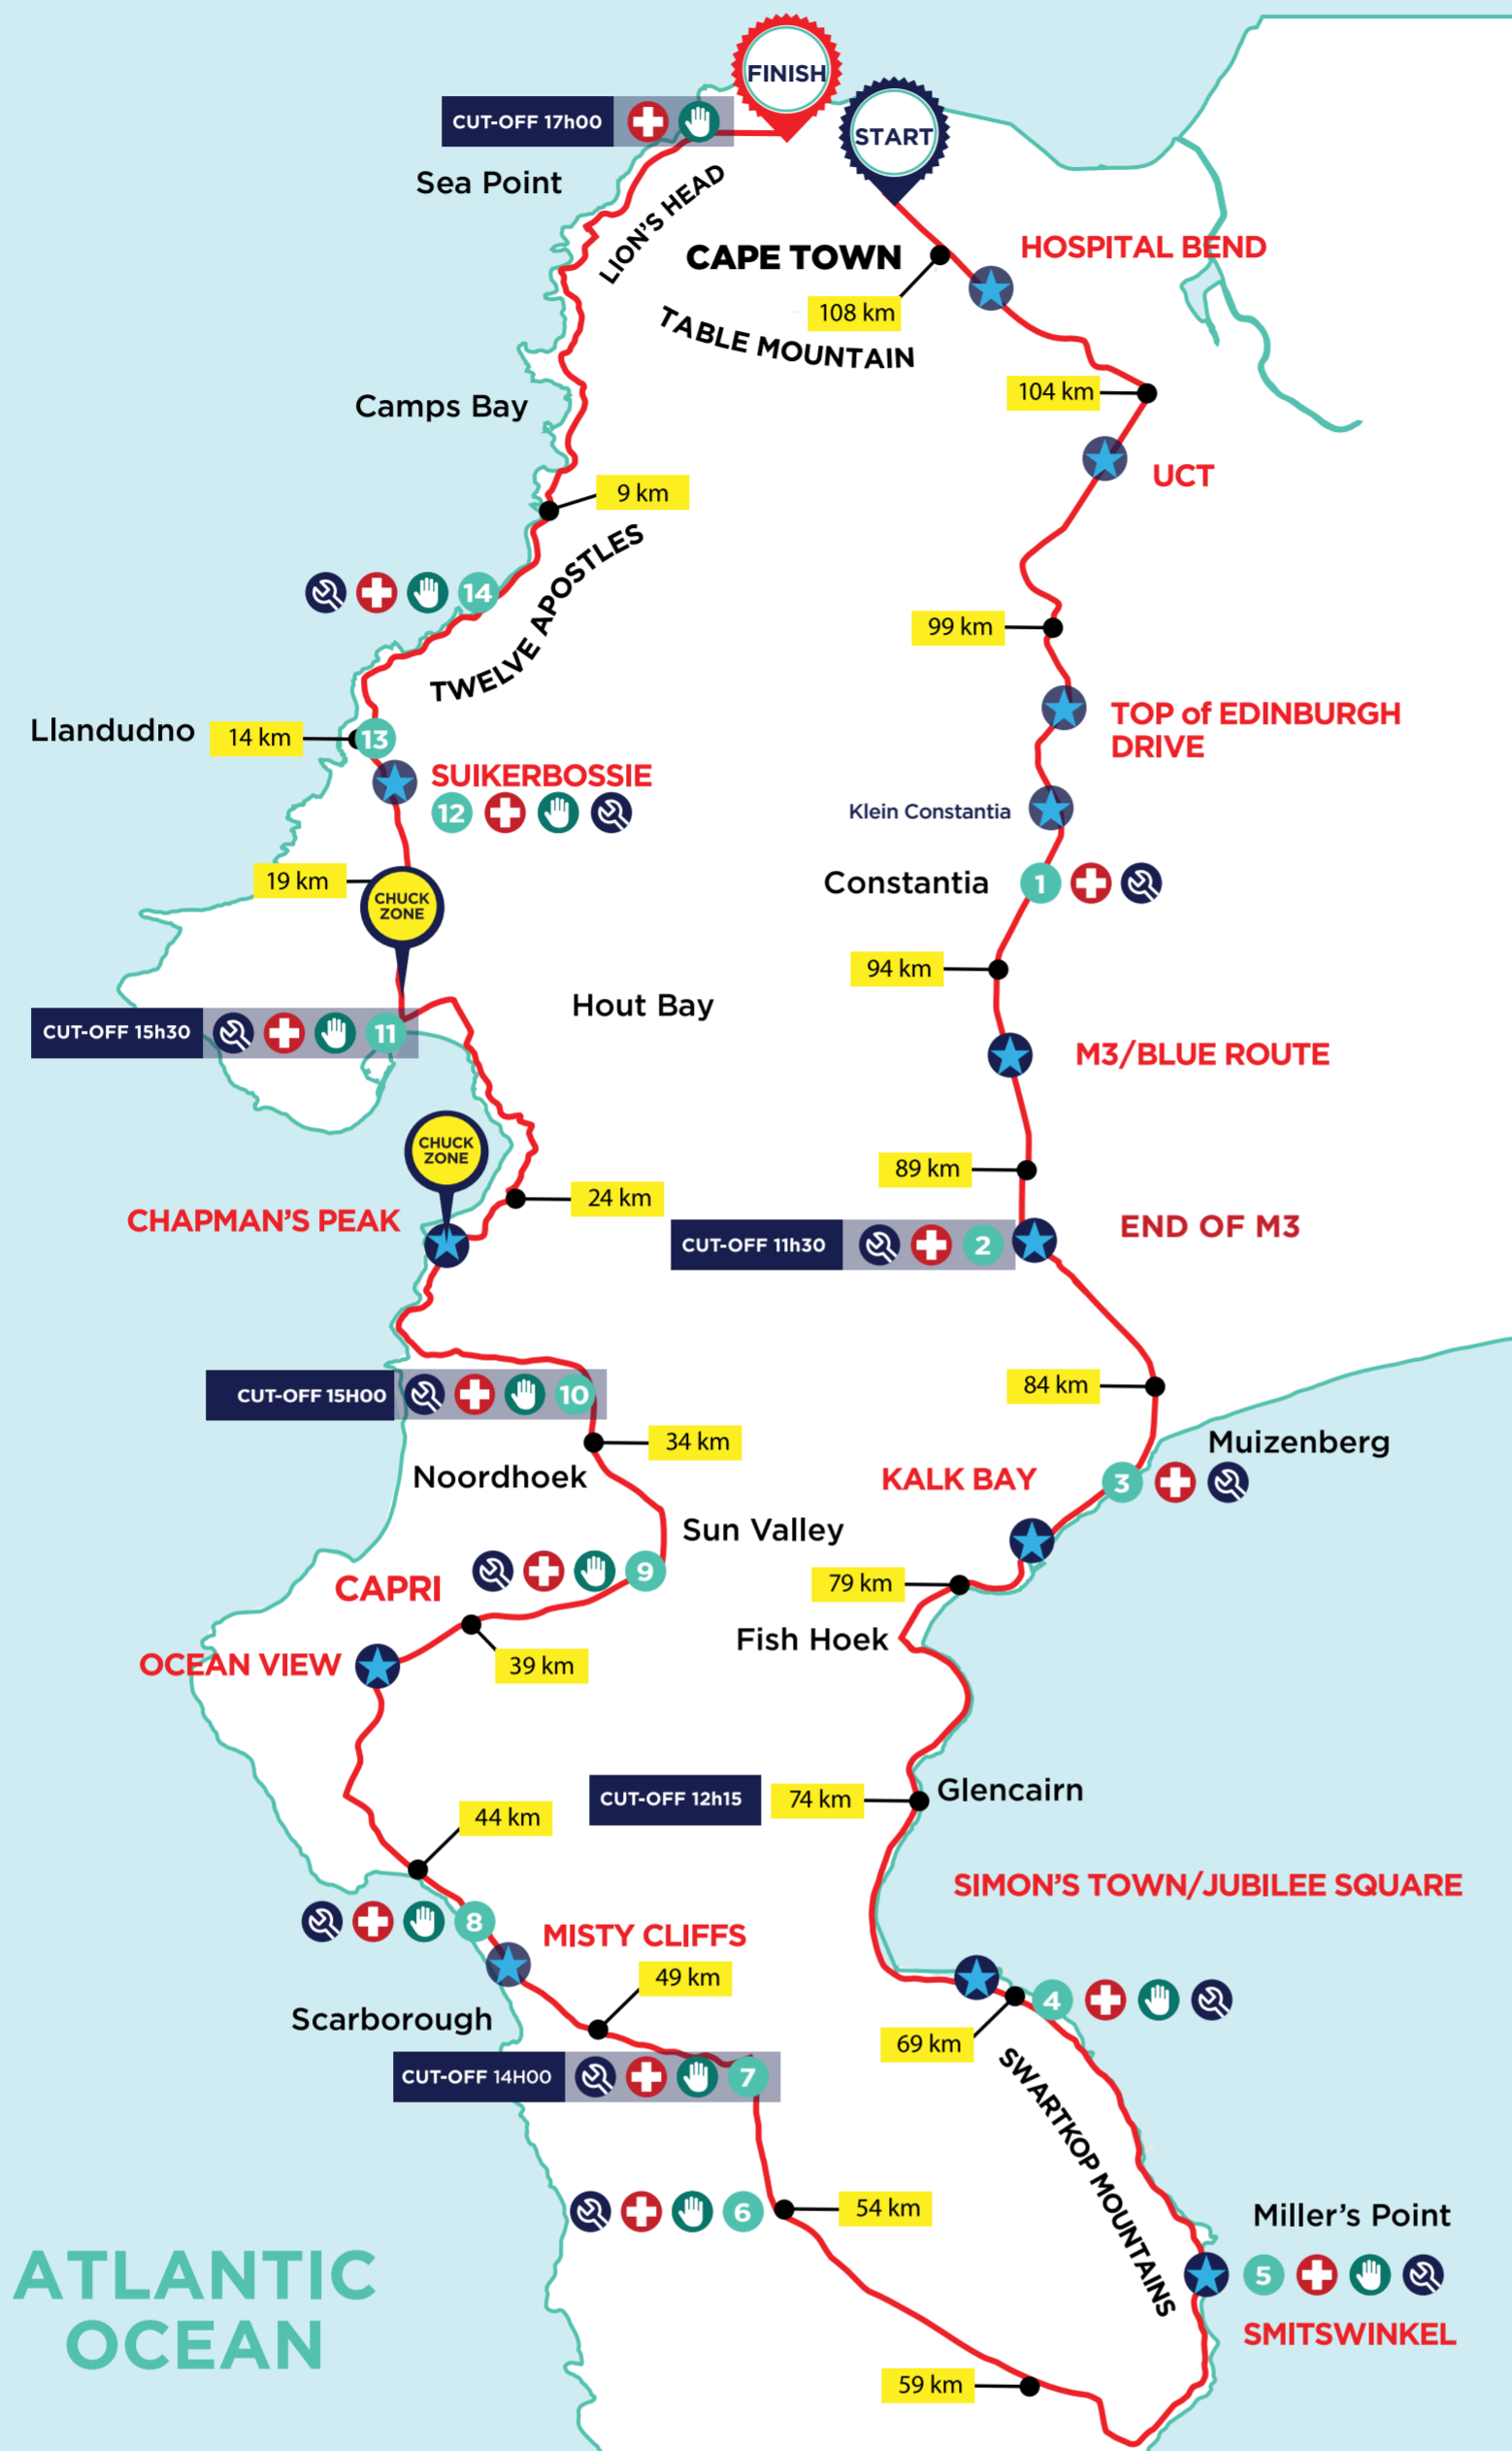 FINISH
START
CUT-OFF 17h00
Sea Point
LION'S HEAD
CAPE TOWN
HOSPITAL BEND
108 km
TABLE MOUNTAIN
104 km
Camps Bay
UCT
9 km
TWELVE APOSTLES
14
99 km
Llandudno
14 km
13
TOP of EDINBURGH
DRIVE
SUIKERBOSSIE
12
Klein Constantia
19 km
CHUCK
ZONE
Constantia
1
94 km
Hout Bay
CUT-OFF 15h30
11
M3/BLUE ROUTE
CHUCK
ZONE
89 km
24 km
CHAPMAN'S PEAK
END OF M3
CUT-OFF 11h30
2
CUT-OFF 15H00
10
84 km
34 km
Muizenberg
Noordhoek
KALK BAY
3
Sun Valley
CAPRI
9
79 km
Fish Hoek
OCEAN VIEW
39 km
CUT-OFF 12h15
74 km
Glencairn
44 km
SIMON'S TOWN/JUBILEE SQUARE
8
MISTY CLIFFS
49 km
4
Scarborough
69 km
CUT-OFF 14H00
7
SWARTKOP MOUNTAINS
6
54 km
Miller's Point
5
SMITSWINKEL
ATLANTIC
OCEAN
59 km